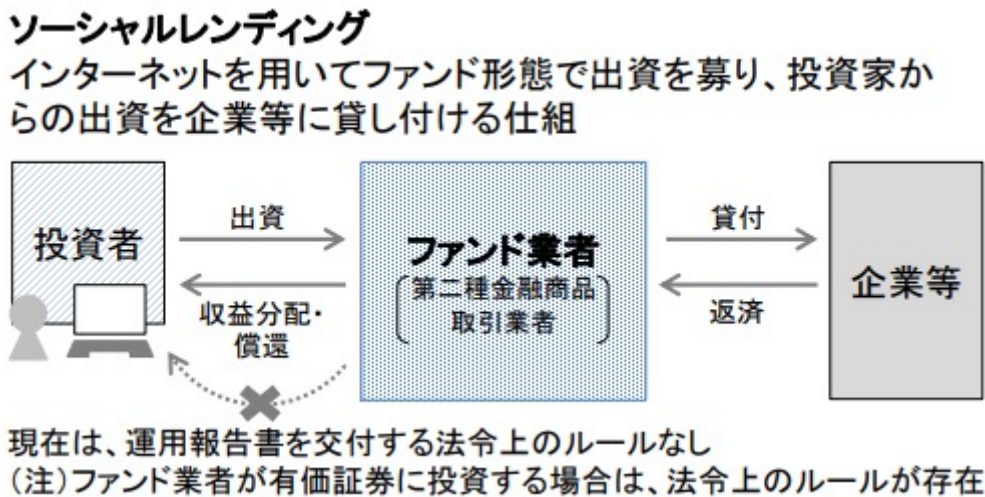 ソーシャルレンディング
インターネットを用いてファンド形態で出資を募り、投資家か
らの出資を企業等に貸し付ける仕組
投資者
出資
収益分配・
償還
ファンド業者
第二種金融商品
取引業者
貸付
返済
企業等
現在は、運用報告書を交付する法令上のルールなし
(注)ファンド業者が有価証券に投資する場合は、法令上のルールが存在